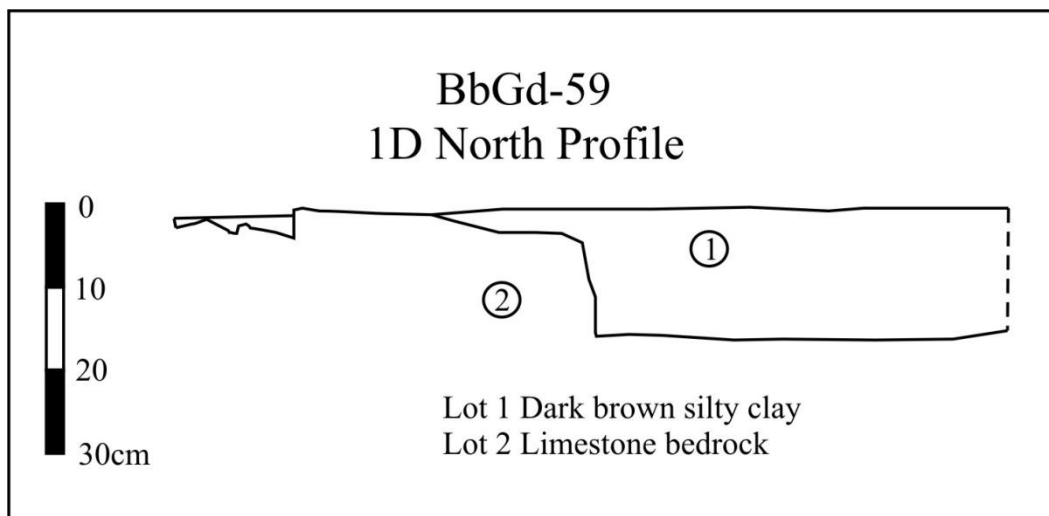 BbGd-59
1D North Profile
0
10
20
30cm
1
2
Lot 1 Dark brown silty clay
Lot 2 Limestone bedrock